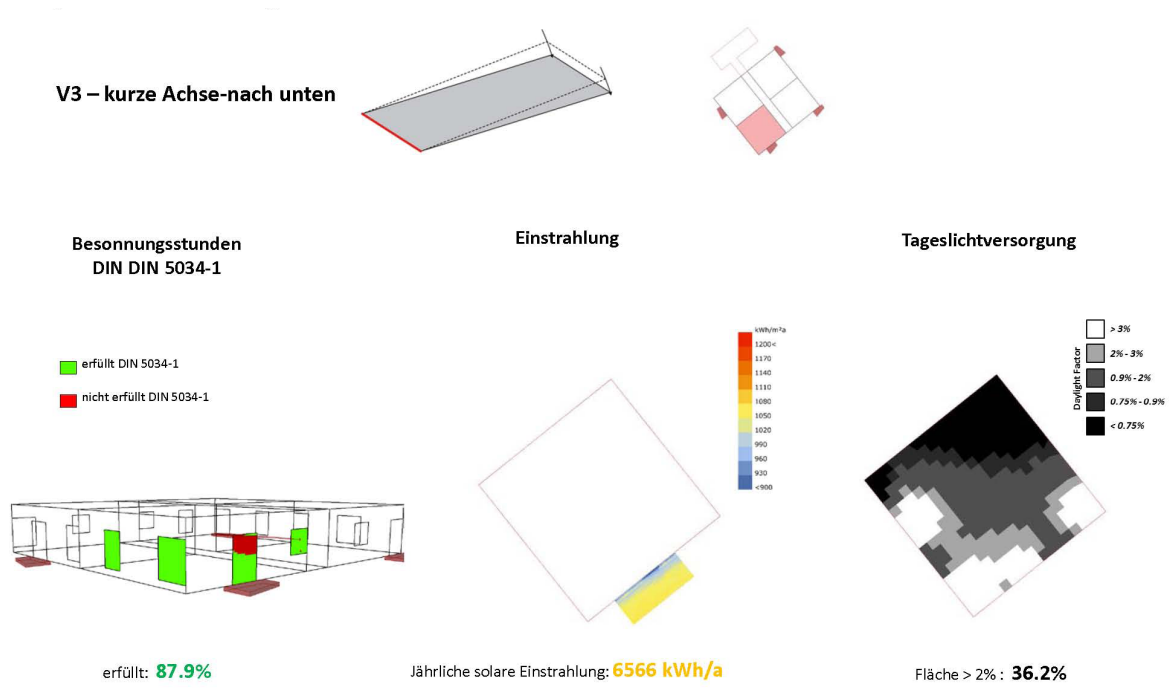 V3 – kurze Achse-nach unten
Besonnungsstunden
DIN DIN 5034-1
erfüllt DIN 5034-1
nicht erfüllt DIN 5034-1
erfüllt: 87.9%
Einstrahlung
kWh/m²a
1200<
1170
1140
1110
1080
1050
1020
990
960
930
<900
Jährliche solare Einstrahlung: 6566 kWh/a
Tageslichtversorgung
Daylight Factor
> 3%
2% - 3%
0.9% - 2%
0.75% - 0.9%
< 0.75%
Fläche > 2% : 36.2%